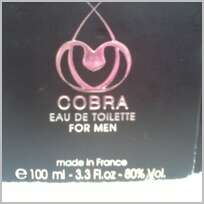 COBRA
EAU DE TOILETTE
FOR MEN
made in France
℮ 100 ml - 3.3 Fl.oz - 80% Vol.